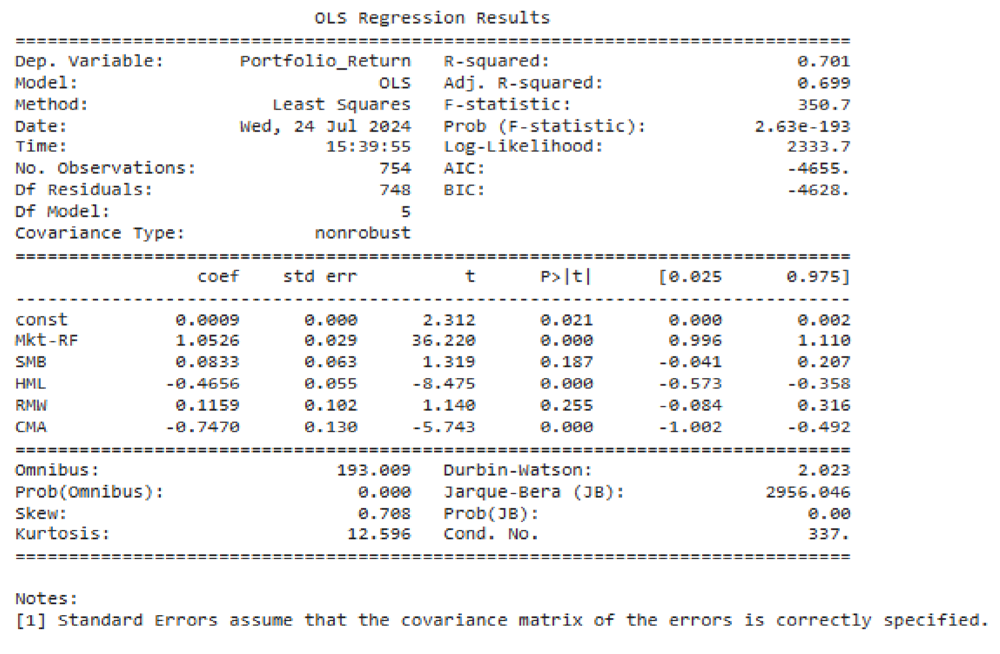 OLS Regression Results
==============================================================================
Dep. Variable:       Portfolio_Return   R-squared:                       0.701
Model:                            OLS   Adj. R-squared:                  0.699
Method:                 Least Squares   F-statistic:                     350.7
Date:                Wed, 24 Jul 2024   Prob (F-statistic):          2.63e-193
Time:                        15:39:55   Log-Likelihood:                 2333.7
No. Observations:                 754   AIC:                            -4655.
Df Residuals:                     748   BIC:                            -4628.
Df Model:                           5
Covariance Type:            nonrobust
==============================================================================
                 coef    std err          t      P>|t|      [0.025      0.975]
------------------------------------------------------------------------------
const          0.0009      0.000      2.312      0.021       0.000       0.002
Mkt-RF         1.0526      0.029     36.220      0.000       0.996       1.110
SMB            0.0833      0.063      1.319      0.187      -0.041       0.207
HML           -0.4656      0.055     -8.475      0.000      -0.573      -0.358
RMW            0.1159      0.102      1.140      0.255      -0.084       0.316
CMA           -0.7470      0.130     -5.743      0.000      -1.002      -0.492
==============================================================================
Omnibus:                      193.009   Durbin-Watson:                   2.023
Prob(Omnibus):                  0.000   Jarque-Bera (JB):             2956.046
Skew:                           0.708   Prob(JB):                         0.00
Kurtosis:                      12.596   Cond. No.                         337.
==============================================================================
Notes:
[1] Standard Errors assume that the covariance matrix of the errors is correctly specified.